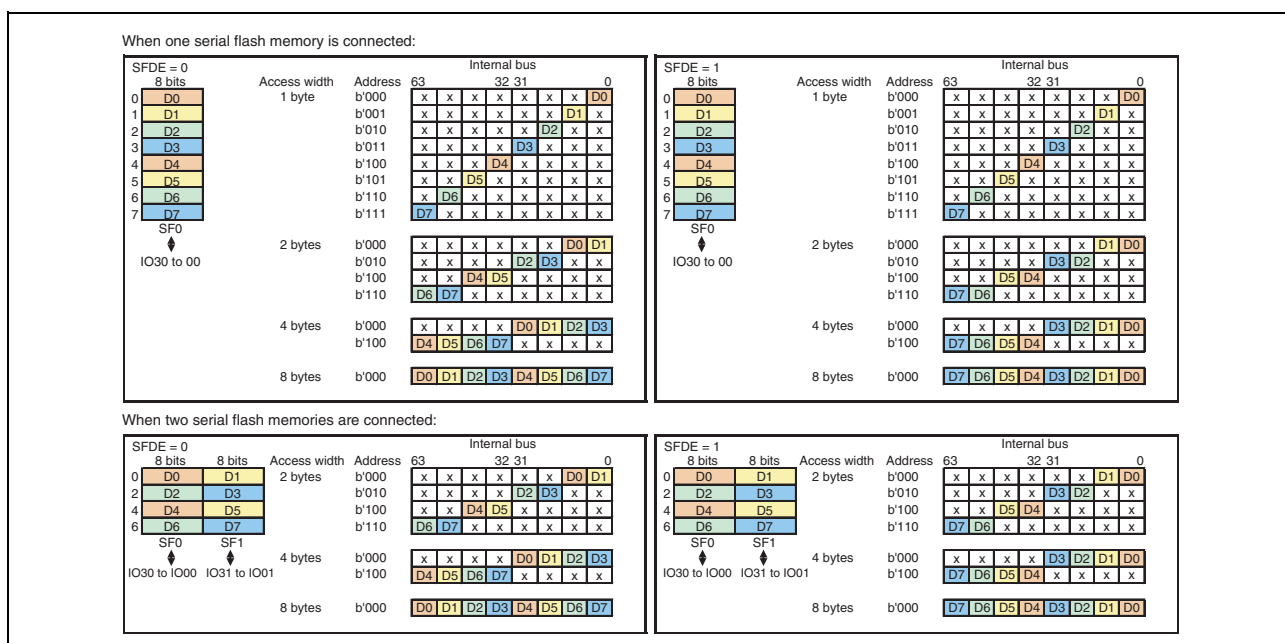 When one serial flash memory is connected:
SFDE = 0 Internal bus
8 bits Access width Address 63 32 31 0
0 D0 1 byte b'000 x x x x x x x D0
1 D1 b'001 x x x x x x D1 x
2 D2 b'010 x x x x x D2 x x
3 D3 b'011 x x x x D3 x x x
4 D4 b'100 x x x D4 x x x x
5 D5 b'101 x x D5 x x x x x
6 D6 b'110 x D6 x x x x x x
7 D7 b'111 D7 x x x x x x x
SF0
IO30 to 00
2 bytes b'000 x x x x x x D0 D1
b'010 x x x x D2 D3 x x
b'100 x x D4 D5 x x x x
b'110 D6 D7 x x x x x x
4 bytes b'000 x x x x D0 D1 D2 D3
b'100 D4 D5 D6 D7 x x x x
8 bytes b'000 D0 D1 D2 D3 D4 D5 D6 D7
SFDE = 1 Internal bus
8 bits Access width Address 63 32 31 0
0 D0 1 byte b'000 x x x x x x x D0
1 D1 b'001 x x x x x x D1 x
2 D2 b'010 x x x x x D2 x x
3 D3 b'011 x x x x D3 x x x
4 D4 b'100 x x x D4 x x x x
5 D5 b'101 x x D5 x x x x x
6 D6 b'110 x D6 x x x x x x
7 D7 b'111 D7 x x x x x x x
SF0
IO30 to 00
2 bytes b'000 x x x x x x D1 D0
b'010 x x x x D3 D2 x x
b'100 x x D5 D4 x x x x
b'110 D7 D6 x x x x x x
4 bytes b'000 x x x x D3 D2 D1 D0
b'100 D7 D6 D5 D4 x x x x
8 bytes b'000 D7 D6 D5 D4 D3 D2 D1 D0
When two serial flash memories are connected:
SFDE = 0 Internal bus
8 bits 8 bits Access width Address 63 32 31 0
0 D0 D1 2 bytes b'000 x x x x x x D0 D1
2 D2 D3 b'010 x x x x D2 D3 x x
4 D4 D5 b'100 x x D4 D5 x x x x
6 D6 D7 b'110 D6 D7 x x x x x x
SF0 SF1
4 bytes b'000 x x x x D0 D1 D2 D3
IO30 to IO00 IO31 to IO01 b'100 D4 D5 D6 D7 x x x x
8 bytes b'000 D0 D1 D2 D3 D4 D5 D6 D7
SFDE = 1 Internal bus
8 bits 8 bits Access width Address 63 32 31 0
0 D0 D1 2 bytes b'000 x x x x x x D1 D0
2 D2 D3 b'010 x x x x D3 D2 x x
4 D4 D5 b'100 x x D5 D4 x x x x
6 D6 D7 b'110 D7 D6 x x x x x x
SF0 SF1
4 bytes b'000 x x x x D3 D2 D1 D0
IO30 to IO00 IO31 to IO01 b'100 D7 D6 D5 D4 x x x x
8 bytes b'000 D7 D6 D5 D4 D3 D2 D1 D0